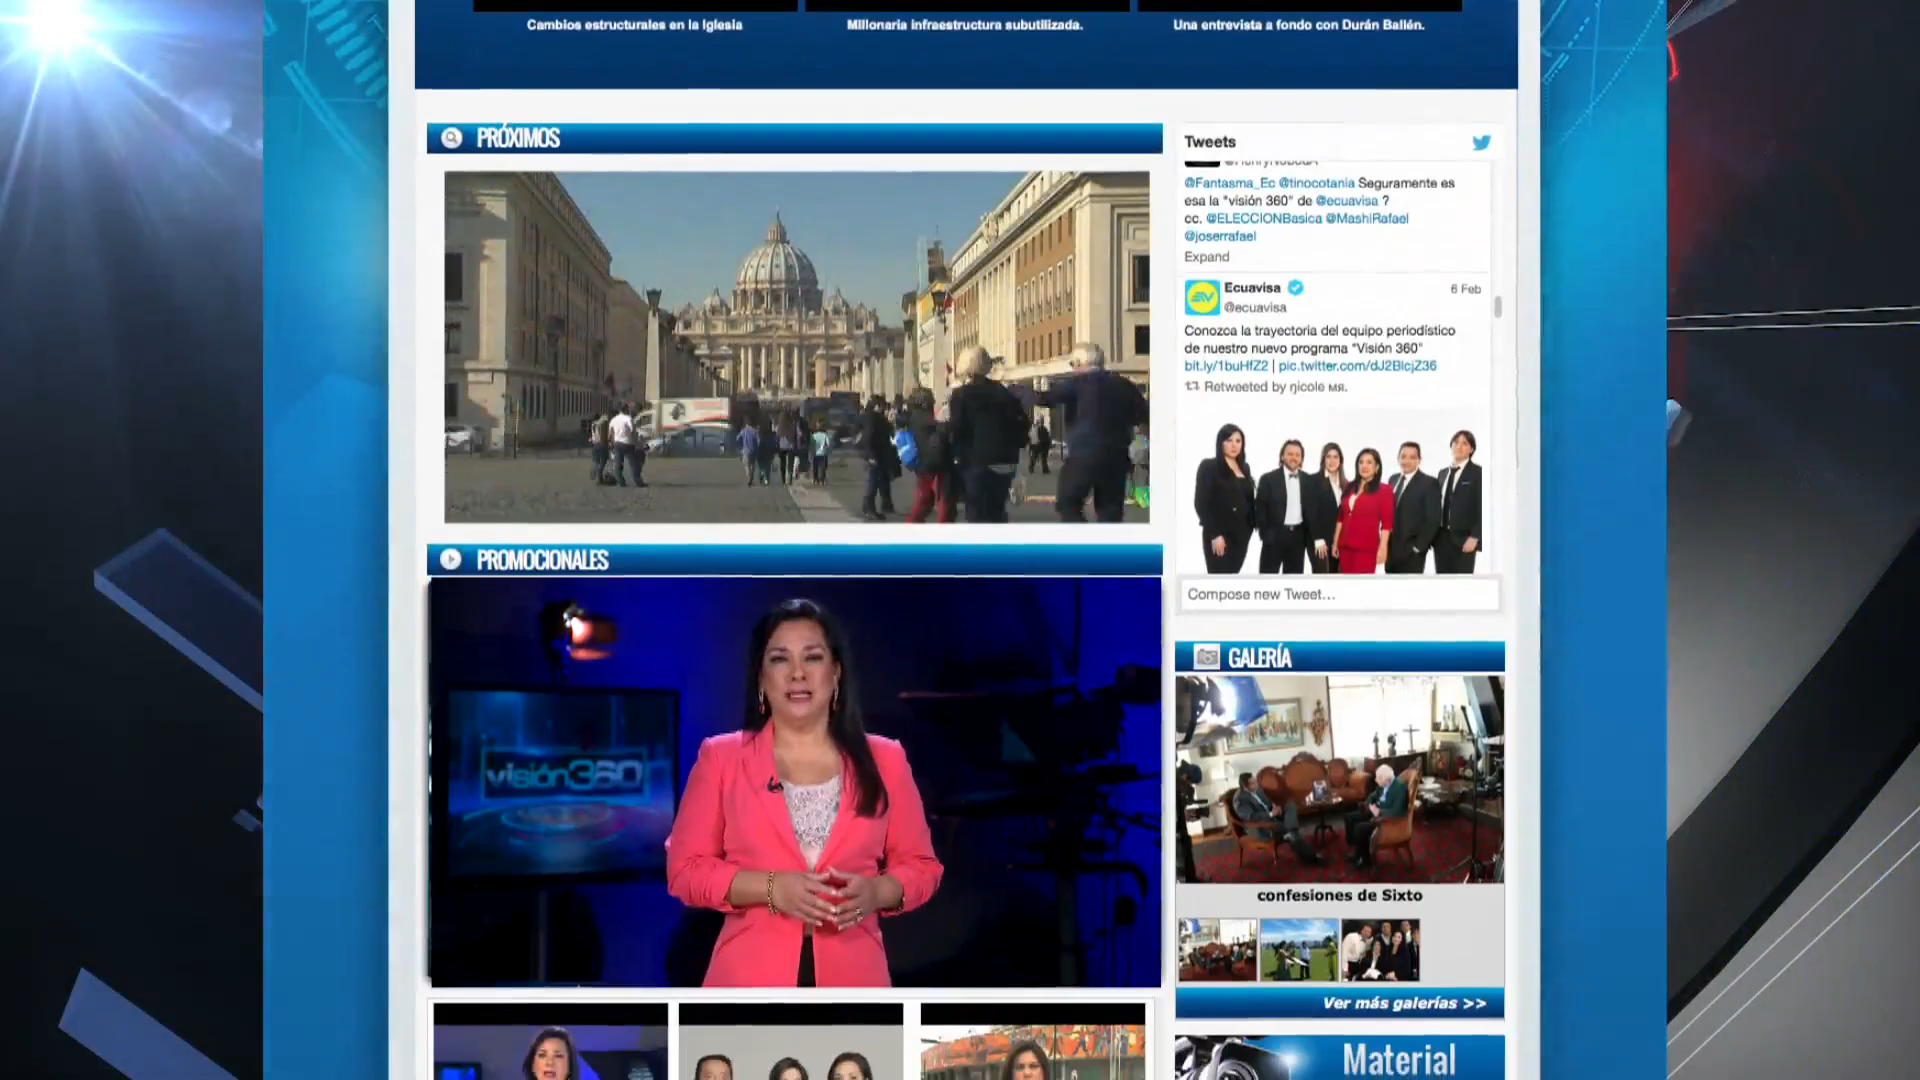 Cambios estructurales en la Iglesia
Millonaria infraestructura subutilizada.
Una entrevista a fondo con Durán Ballén.
PRÓXIMOS
Tweets
@Fantasma_Ec @tinocotania Seguramente es
esa la "visión 360" de @ecuavisa ?
cc. @ELECCIONBasica @MashiRafael
@joserrafael
Expand
Ecuavisa
6 Feb
@ecuavisa
Conozca la trayectoria del equipo periodístico
de nuestro nuevo programa "Visión 360"
bit.ly/1buHfZ2 | pic.twitter.com/dJ2BlcjZ36
Retweeted by ŋicole мя.
PROMOCIONALES
Compose new Tweet...
GALERÍA
visión360
confesiones de Sixto
Ver más galerías >>
Material